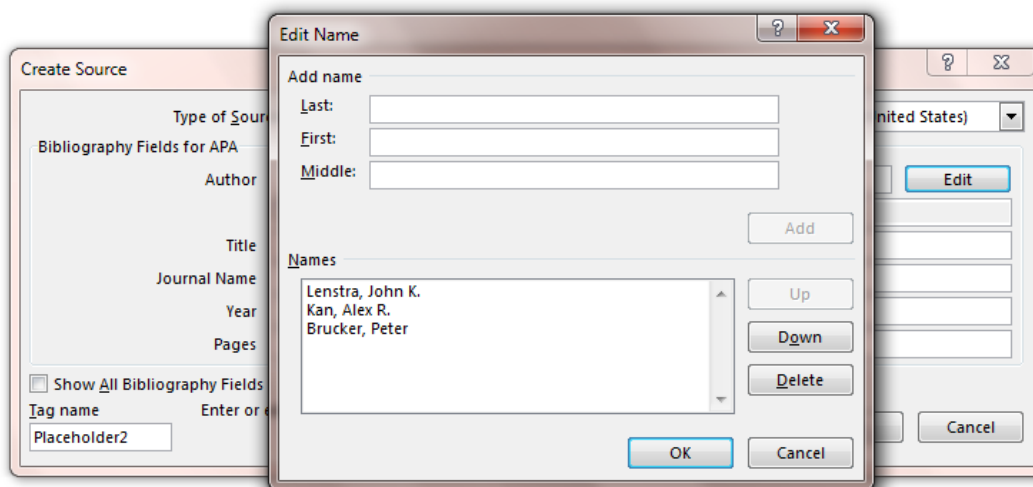 Edit Name
Create Source
Add name
Last:
First:
Middle:
Add
Names
Lenstra, John K.
Kan, Alex R.
Brucker, Peter
Up
Down
Delete
OK
Cancel
Type of
nited States)
Bibliography Fields for APA
Author
Edit
Title
Journal Name
Year
Pages
Show All Bibliography Fields
Tag name
Enter or
Placeholder2
Cancel